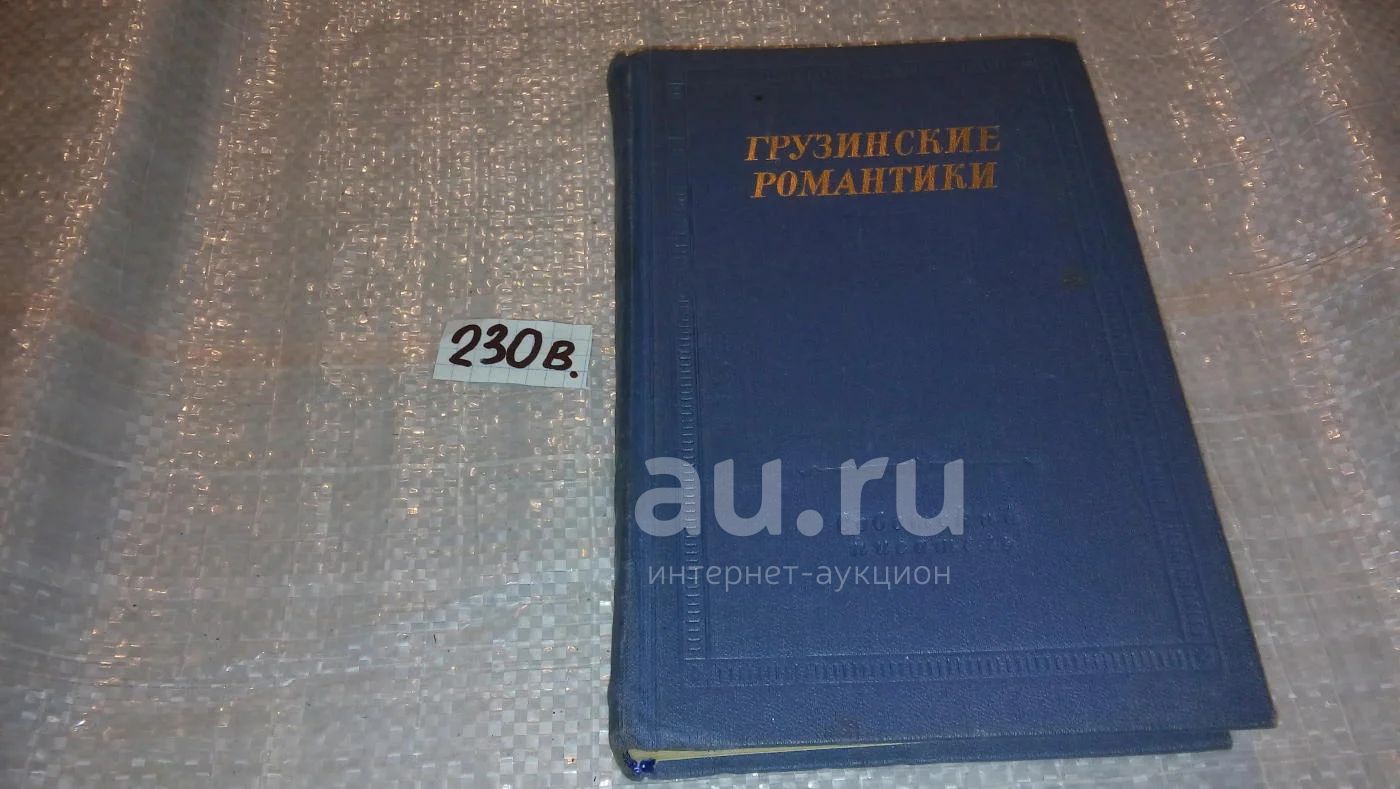 ГРУЗИНСКИЕ
РОМАНТИКИ
230в.
au.ru
интернет-аукцион